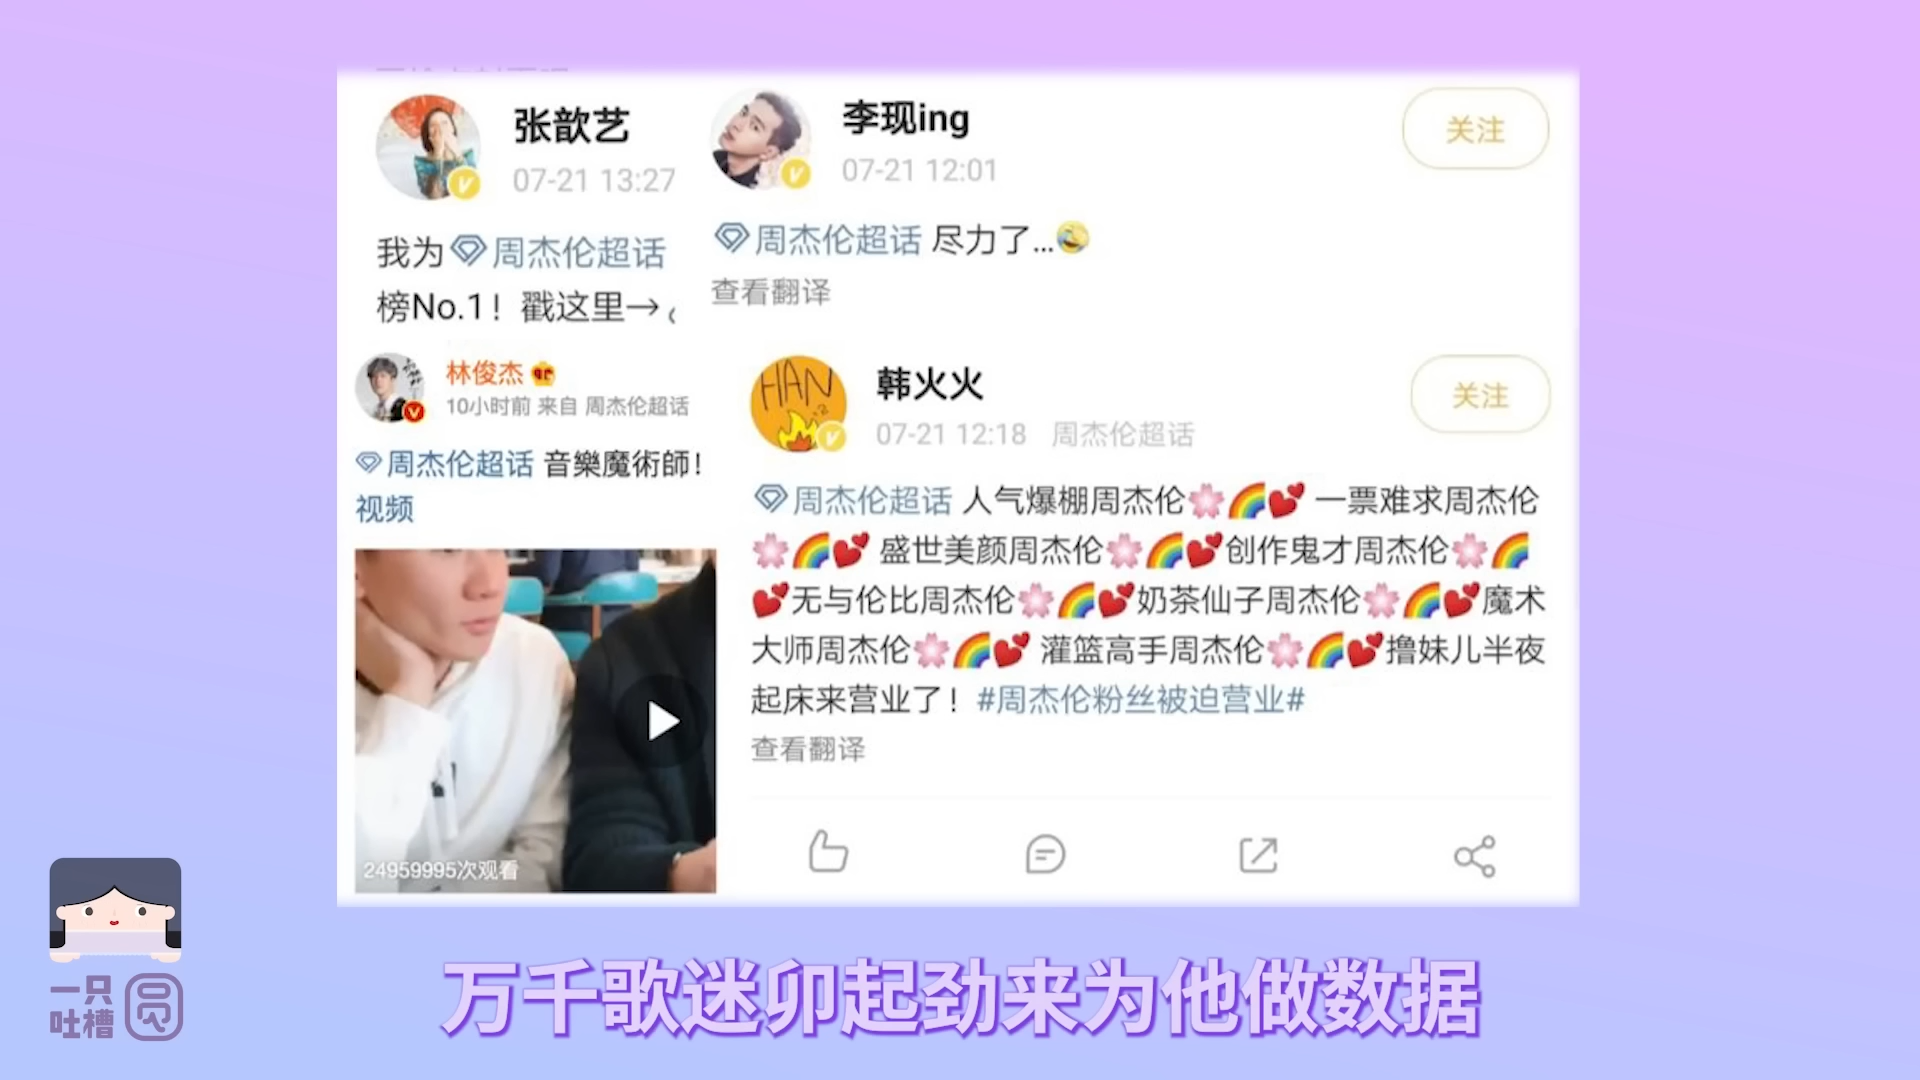 张歆艺
07-21 13:27
我为周杰伦超话
榜No.1！戳这里→
李现ing
07-21 12:01
关注
周杰伦超话 尽力了...🤣
查看翻译
林俊杰
10小时前 来自 周杰伦超话
周杰伦超话 音樂魔術師！
视频
24959995次观看
韩火火
07-21 12:18 周杰伦超话
关注
周杰伦超话 人气爆棚周杰伦🌸🌈💕 一票难求周杰伦
🌸🌈💕 盛世美颜周杰伦🌸🌈💕创作鬼才周杰伦🌸🌈
💕无与伦比周杰伦🌸🌈💕奶茶仙子周杰伦🌸🌈💕魔术
大师周杰伦🌸🌈💕 灌篮高手周杰伦🌸🌈💕撸妹儿半夜
起床来营业了！#周杰伦粉丝被迫营业#
查看翻译
HAN
一只
吐槽
圆
万千歌迷卯起劲来为他做数据